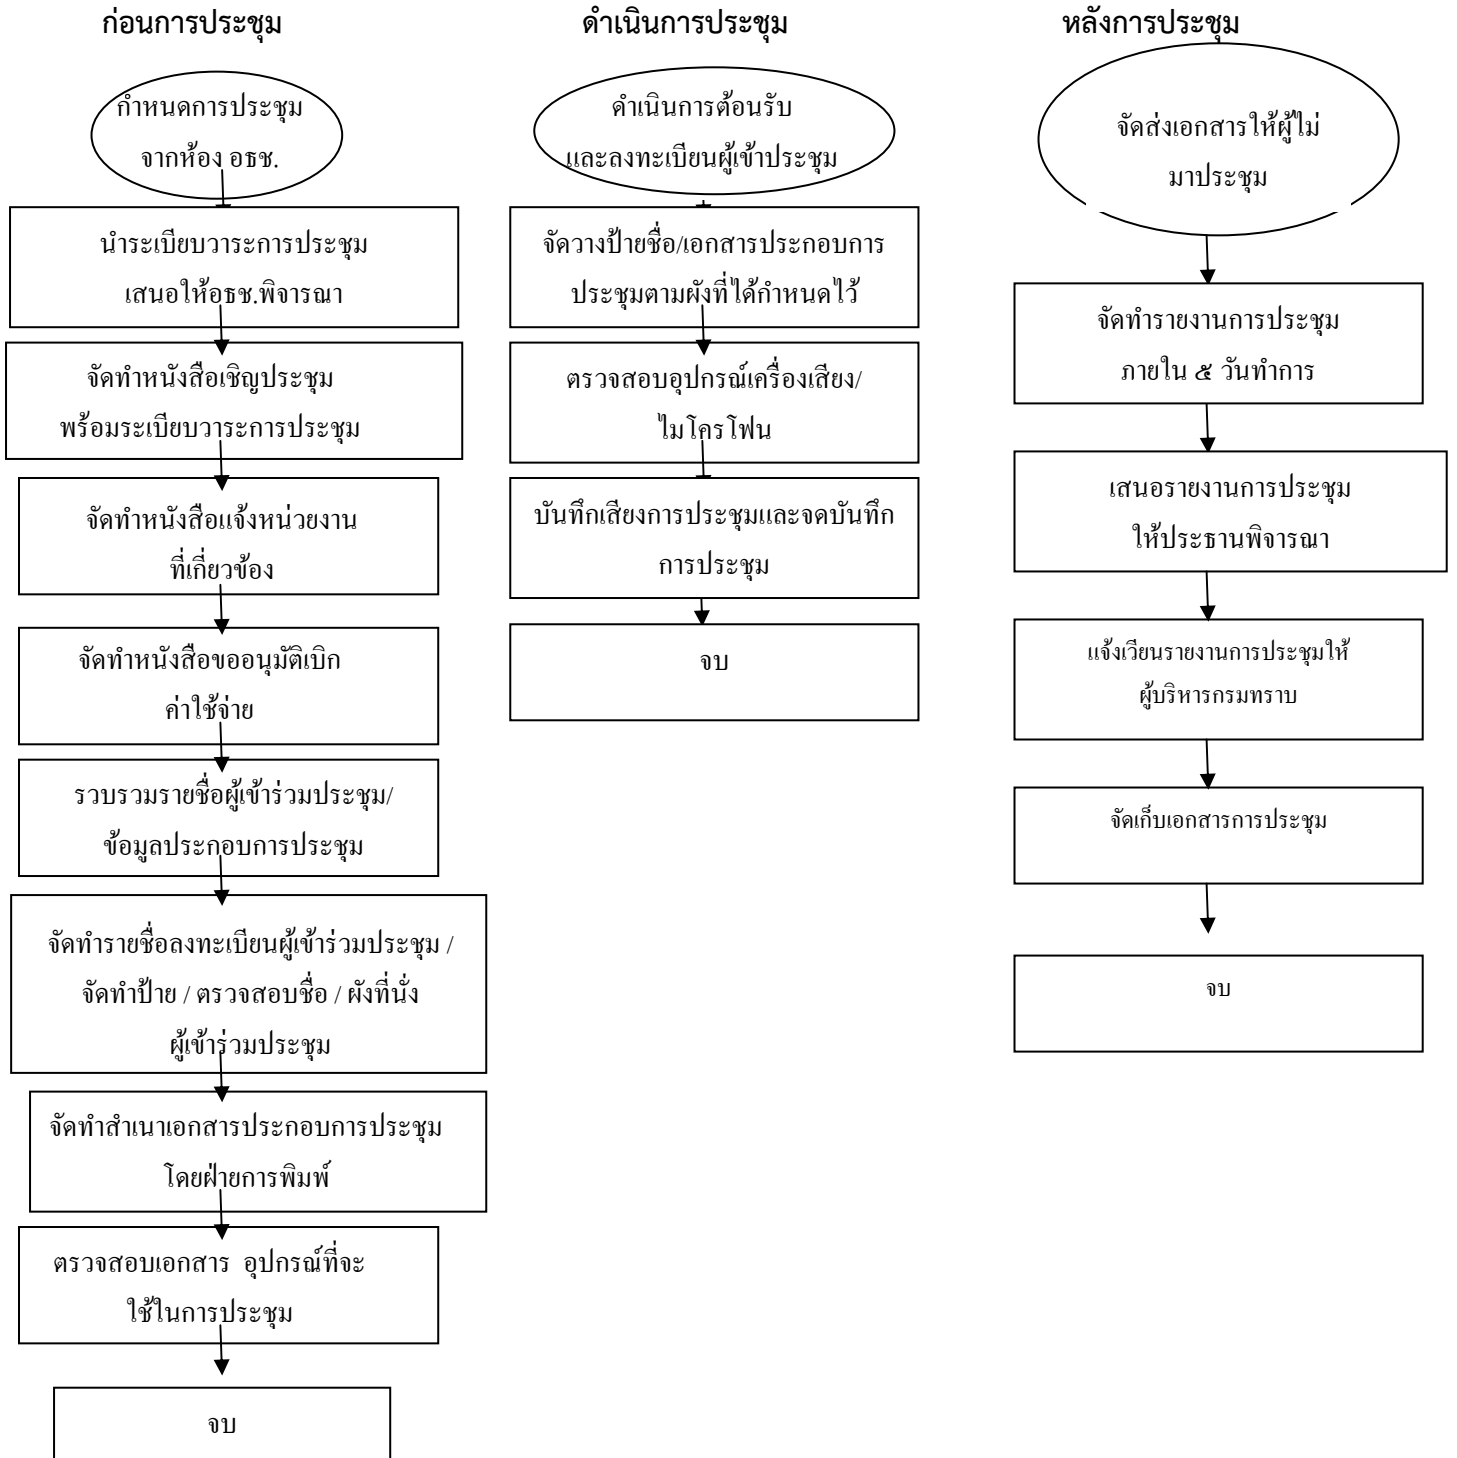 ก่อนการประชุม
กำหนดการประชุม
จากห้อง อธช.
นำระเบียบวาระการประชุม
เสนอให้อธช.พิจารณา
จัดทำหนังสือเชิญประชุม
พร้อมระเบียบวาระการประชุม
จัดทำหนังสือแจ้งหน่วยงาน
ที่เกี่ยวข้อง
จัดทำหนังสือขออนุมัติเบิก
ค่าใช้จ่าย
รวบรวมรายชื่อผู้เข้าร่วมประชุม/
ข้อมูลประกอบการประชุม
จัดทำรายชื่อลงทะเบียนผู้เข้าร่วมประชุม /
จัดทำป้าย / ตรวจสอบชื่อ / ผังที่นั่ง
ผู้เข้าร่วมประชุม
จัดทำสำเนาเอกสารประกอบการประชุม
โดยฝ่ายการพิมพ์
ตรวจสอบเอกสาร อุปกรณ์ที่จะ
ใช้ในการประชุม
จบ
ดำเนินการประชุม
ดำเนินการต้อนรับ
และลงทะเบียนผู้เข้าประชุม
จัดวางป้ายชื่อ/เอกสารประกอบการ
ประชุมตามผังที่ได้กำหนดไว้
ตรวจสอบอุปกรณ์เครื่องเสียง/
ไมโครโฟน
บันทึกเสียงการประชุมและจดบันทึก
การประชุม
จบ
หลังการประชุม
จัดส่งเอกสารให้ผู้ไม่
มาประชุม
จัดทำรายงานการประชุม
ภายใน ๕ วันทำการ
เสนอรายงานการประชุม
ให้ประธานพิจารณา
แจ้งเวียนรายงานการประชุมให้
ผู้บริหารกรมทราบ
จัดเก็บเอกสารการประชุม
จบ